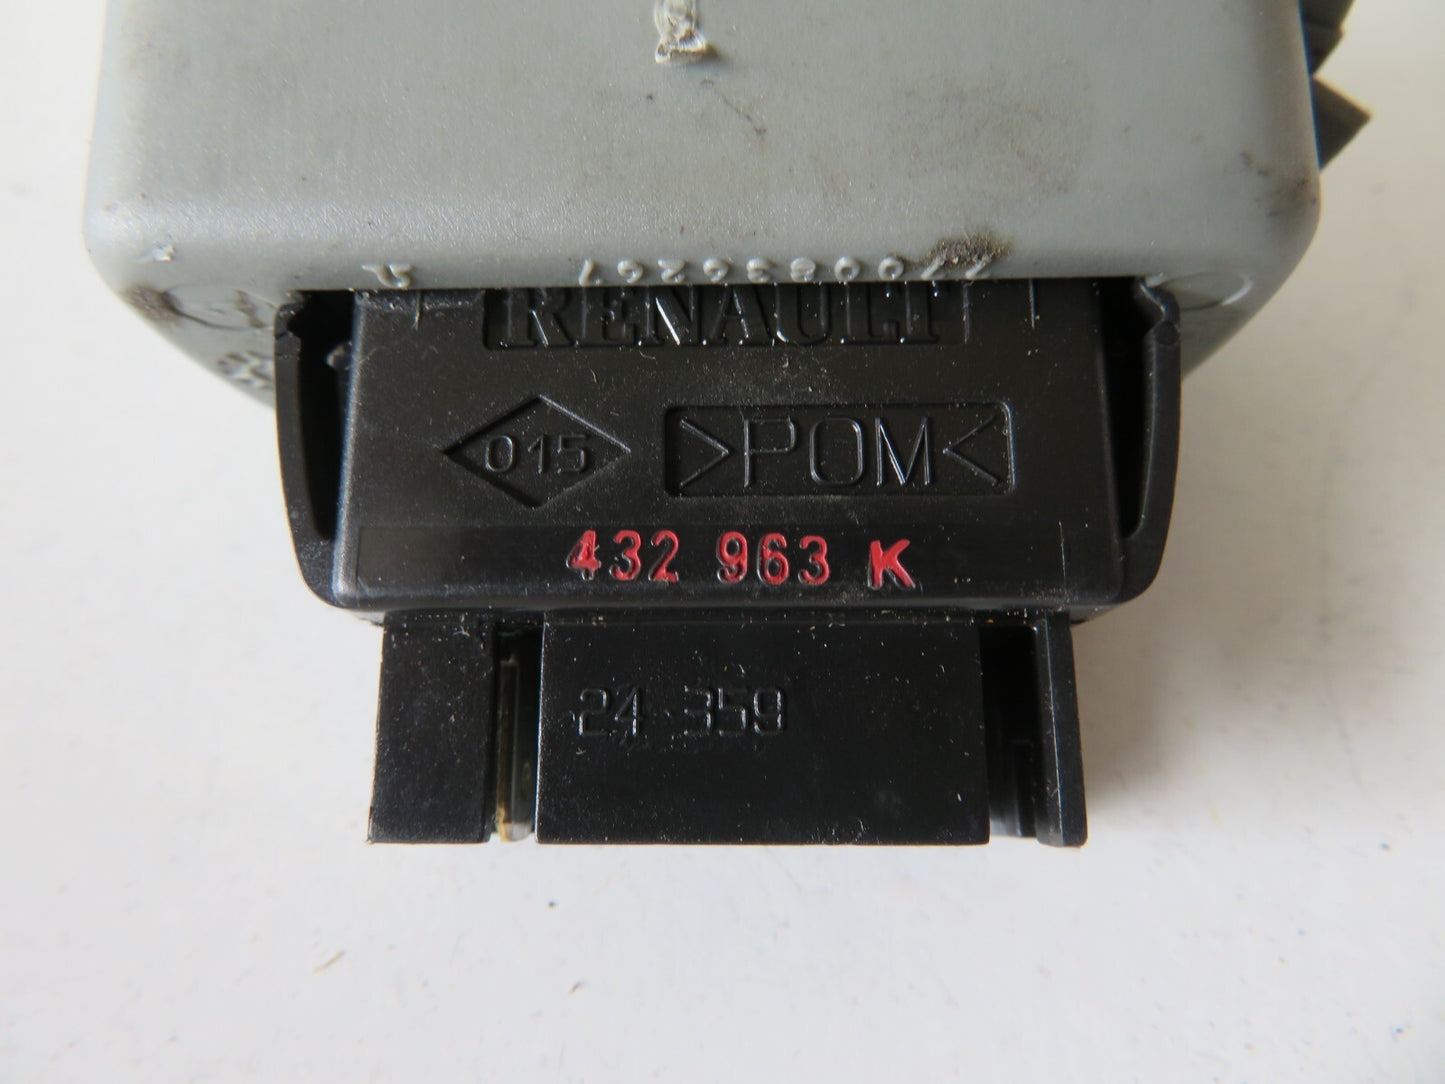 7700836267
RENAULT
015 >POM<
432 963 K
24 359